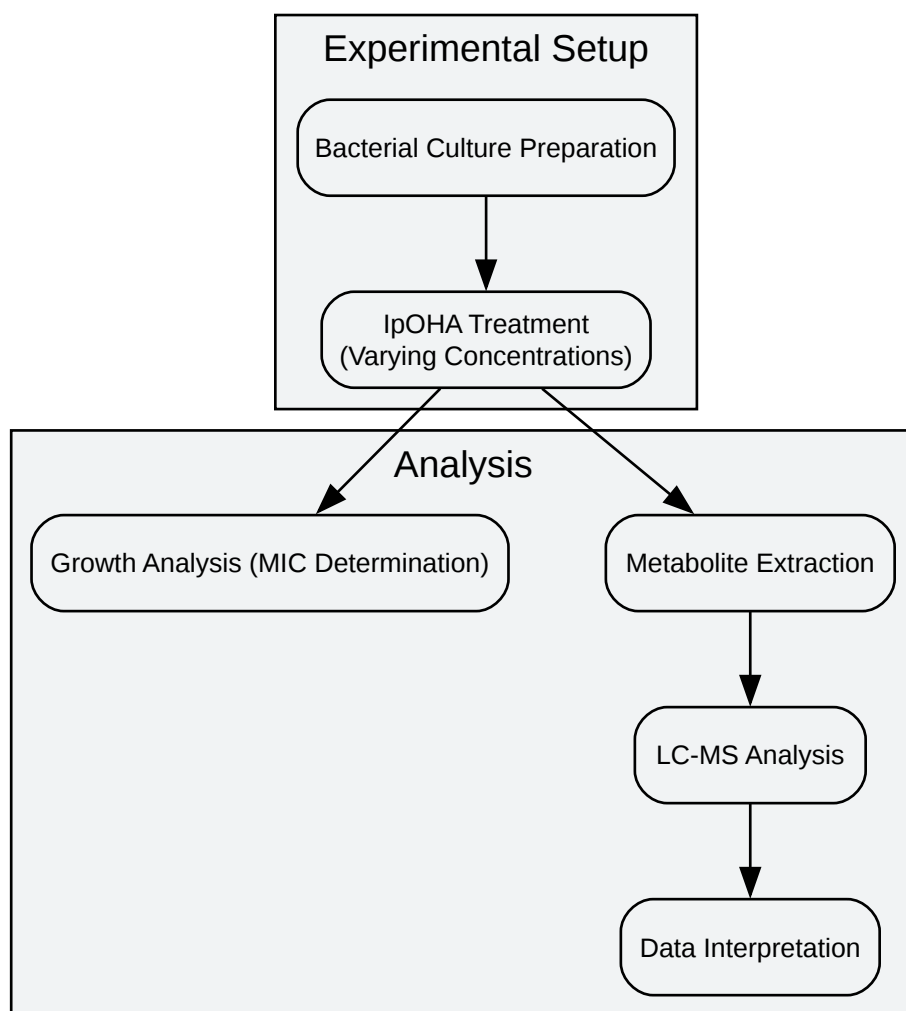 Experimental Setup
Bacterial Culture Preparation
IpOHA Treatment
(Varying Concentrations)
Analysis
Growth Analysis (MIC Determination)
Metabolite Extraction
LC-MS Analysis
Data Interpretation